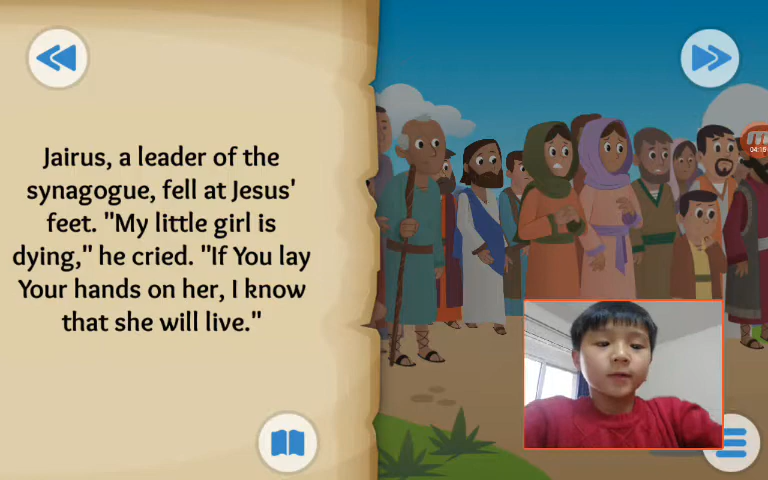 Jairus, a leader of the
synagogue, fell at Jesus'
feet. "My little girl is
dying," he cried. "If You lay
Your hands on her, I know
that she will live."